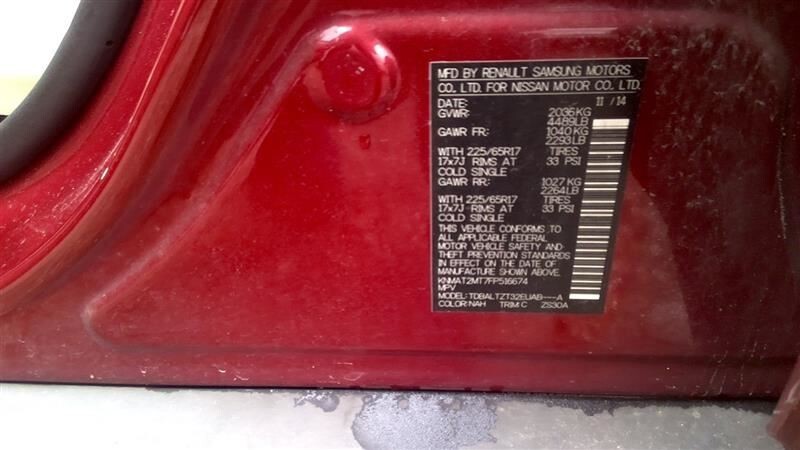 MFD BY RENAULT SAMSUNG MOTORS
CO. LTD. FOR NISSAN MOTOR CO. LTD.
DATE: 11 / 14
GVWR: 2036KG
4489LB
GAWR FR: 1040KG
2293LB
WITH 225/65R17 TIRES
17x7J RIMS AT 33 PSI
COLD SINGLE
GAWR RR: 1027KG
2264LB
WITH 225/65R17 TIRES
17x7J RIMS AT 33 PSI
COLD SINGLE
THIS VEHICLE CONFORMS TO
ALL APPLICABLE FEDERAL
MOTOR VEHICLE SAFETY AND
THEFT PREVENTION STANDARDS
IN EFFECT ON THE DATE OF
MANUFACTURE SHOWN ABOVE.
KNMAT2MT7FP516674
MPV
MODEL: TDBALTZT32EUAB----A
COLOR: NAH TRIM: C ZS30A